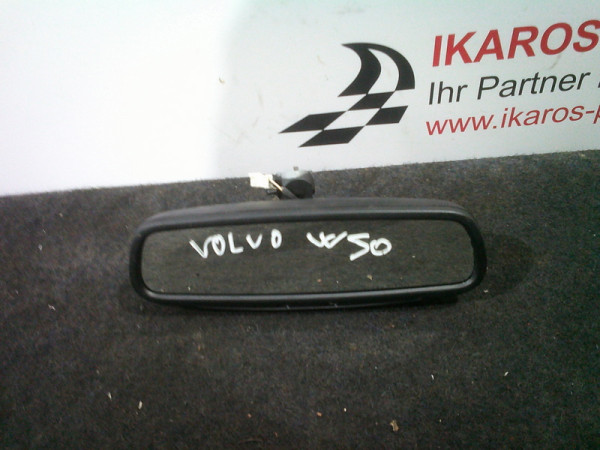 IKAROS-
Ihr Partner
www.ikaros-p
VOLVO V50